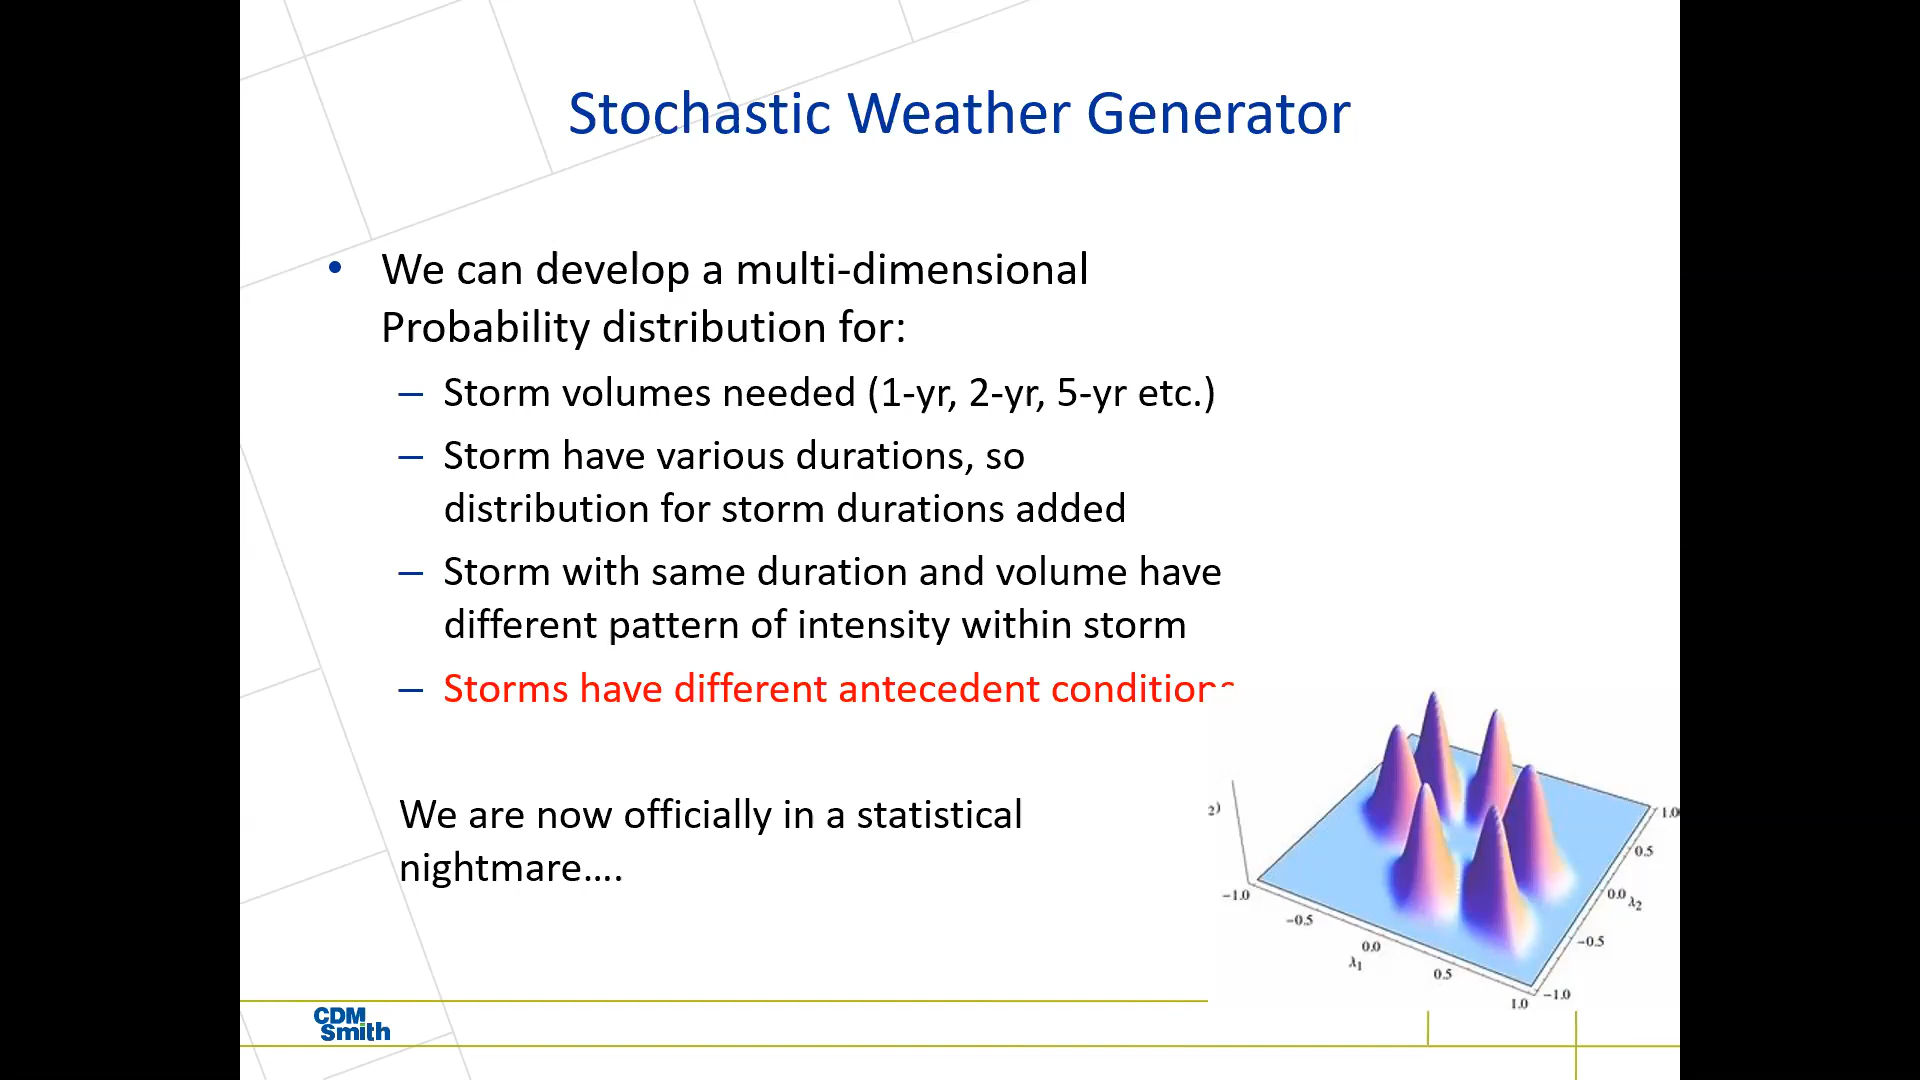 Stochastic Weather Generator
• We can develop a multi-dimensional
Probability distribution for:
– Storm volumes needed (1-yr, 2-yr, 5-yr etc.)
– Storm have various durations, so
distribution for storm durations added
– Storm with same duration and volume have
different pattern of intensity within storm
– Storms have different antecedent conditions
We are now officially in a statistical
nightmare....
2)
-1.0
-0.5
0.0
λ1
0.5
1.0
1.0
0.5
0.0
λ2
-0.5
-1.0
CDM
Smith